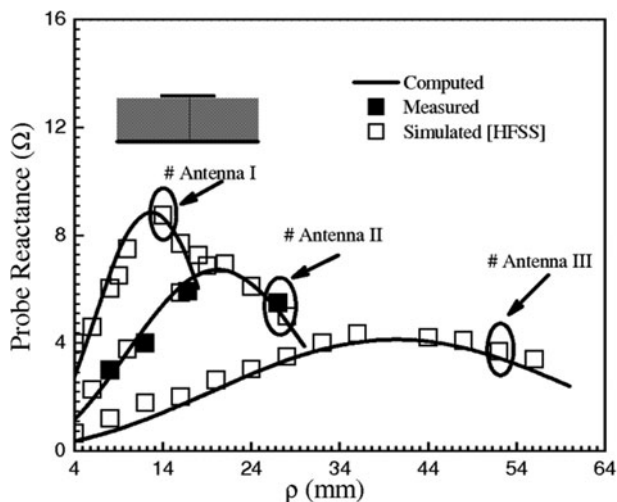 16
12
8
4
0
Probe Reactance (Ω)
Computed
Measured
Simulated [HFSS]
# Antenna I
# Antenna II
# Antenna III
4 14 24 34 44 54 64
ρ (mm)